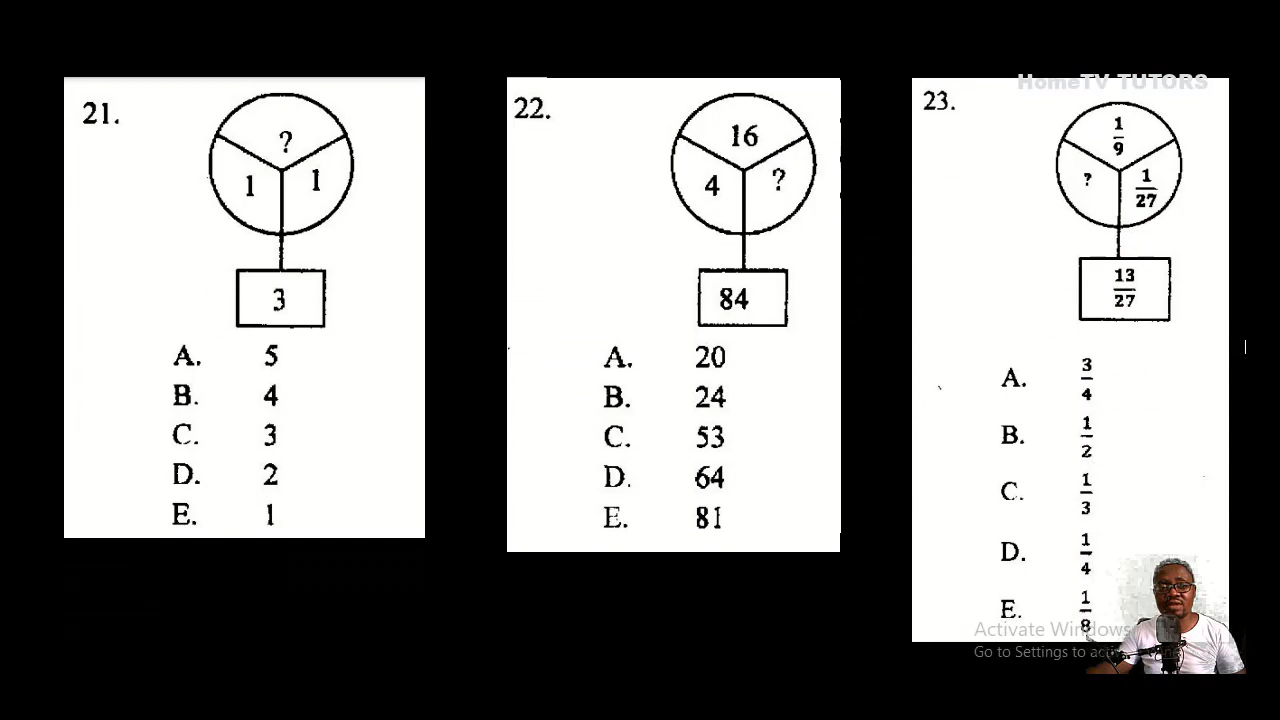 HomeTV TUTORS
21.
?
1 1
3
A. 5
B. 4
C. 3
D. 2
E. 1
22.
16
4 ?
84
A. 20
B. 24
C. 53
D. 64
E. 81
23.
1/9
? 1/27
13/27
A. 3/4
B. 1/2
C. 1/3
D. 1/4
E. 1/8
Activate Windows
Go to Settings to